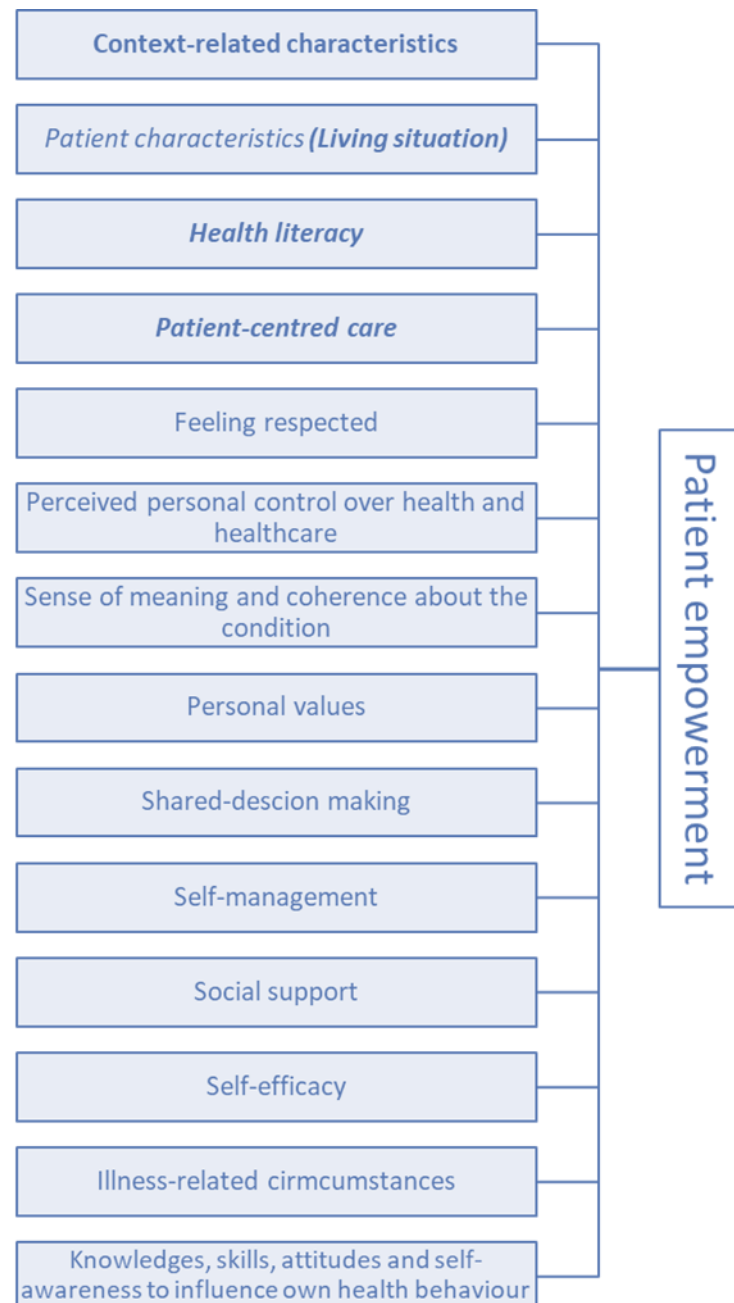 Context-related characteristics
Patient characteristics (Living situation)
Health literacy
Patient-centred care
Feeling respected
Perceived personal control over health and
healthcare
Sense of meaning and coherence about the
condition
Personal values
Shared-descion making
Self-management
Social support
Self-efficacy
Illness-related cirmcumstances
Knowledges, skills, attitudes and self-
awareness to influence own health behaviour
Patient empowerment